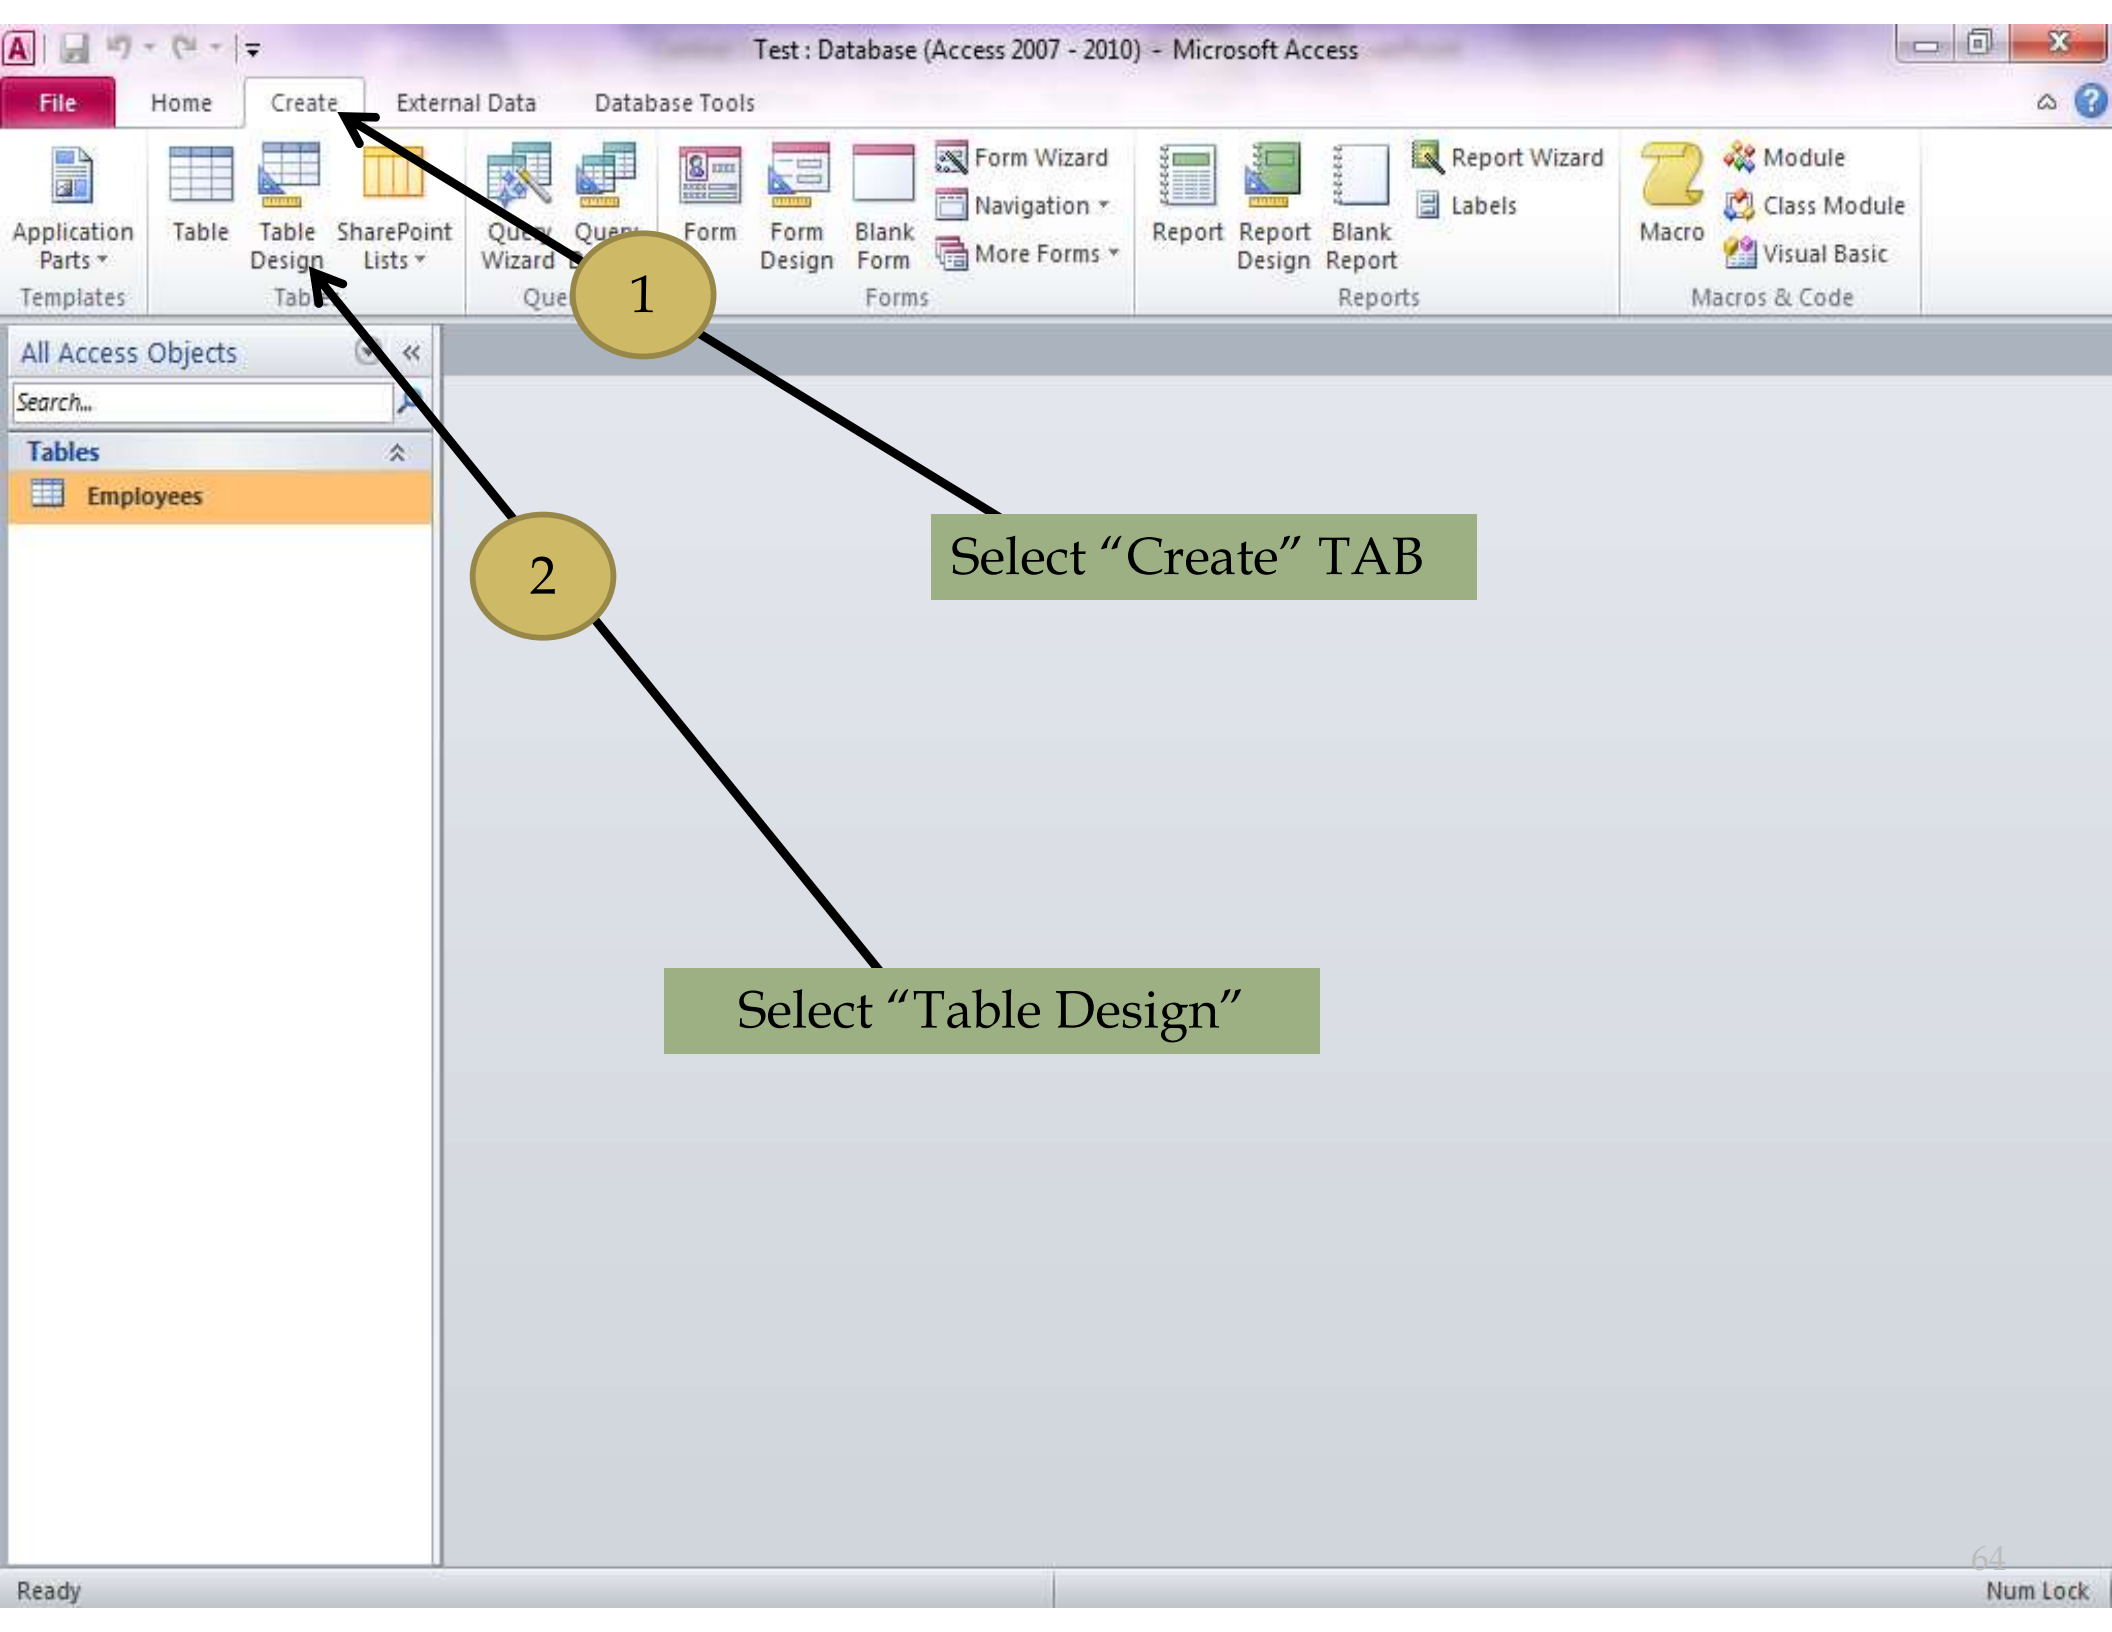 Test : Database (Access 2007 - 2010) - Microsoft Access
File Home Create External Data Database Tools
Application Parts
Table
Table Design
SharePoint Lists
Query Wizard
Query
Form
Form Design
Blank Form
Form Wizard
Navigation
More Forms
Report
Report Design
Blank Report
Report Wizard
Labels
Macro
Module
Class Module
Visual Basic
Templates
Forms
Reports
Macros & Code
1
All Access Objects
Search...
Tables
Employees
2
Select “Create” TAB
Select “Table Design”
64
Ready
Num Lock